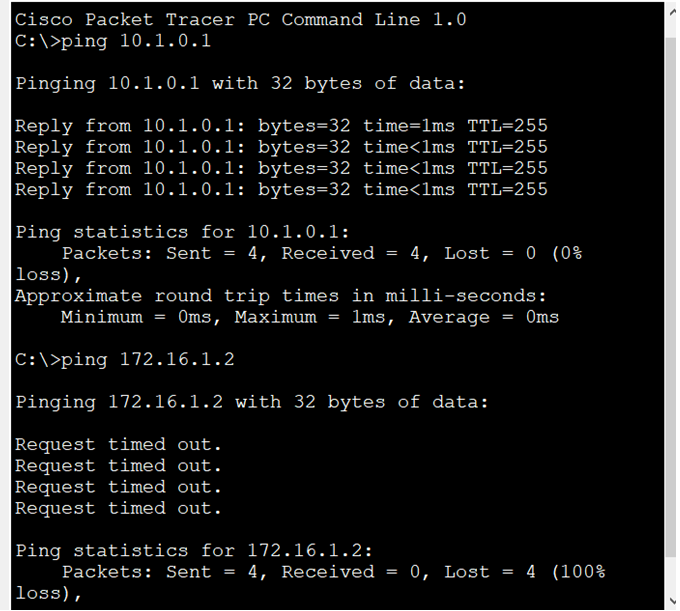 Cisco Packet Tracer PC Command Line 1.0
C:\>ping 10.1.0.1
Pinging 10.1.0.1 with 32 bytes of data:
Reply from 10.1.0.1: bytes=32 time=1ms TTL=255
Reply from 10.1.0.1: bytes=32 time<1ms TTL=255
Reply from 10.1.0.1: bytes=32 time<1ms TTL=255
Reply from 10.1.0.1: bytes=32 time<1ms TTL=255
Ping statistics for 10.1.0.1:
    Packets: Sent = 4, Received = 4, Lost = 0 (0%
loss),
Approximate round trip times in milli-seconds:
    Minimum = 0ms, Maximum = 1ms, Average = 0ms
C:\>ping 172.16.1.2
Pinging 172.16.1.2 with 32 bytes of data:
Request timed out.
Request timed out.
Request timed out.
Request timed out.
Ping statistics for 172.16.1.2:
    Packets: Sent = 4, Received = 0, Lost = 4 (100%
loss),